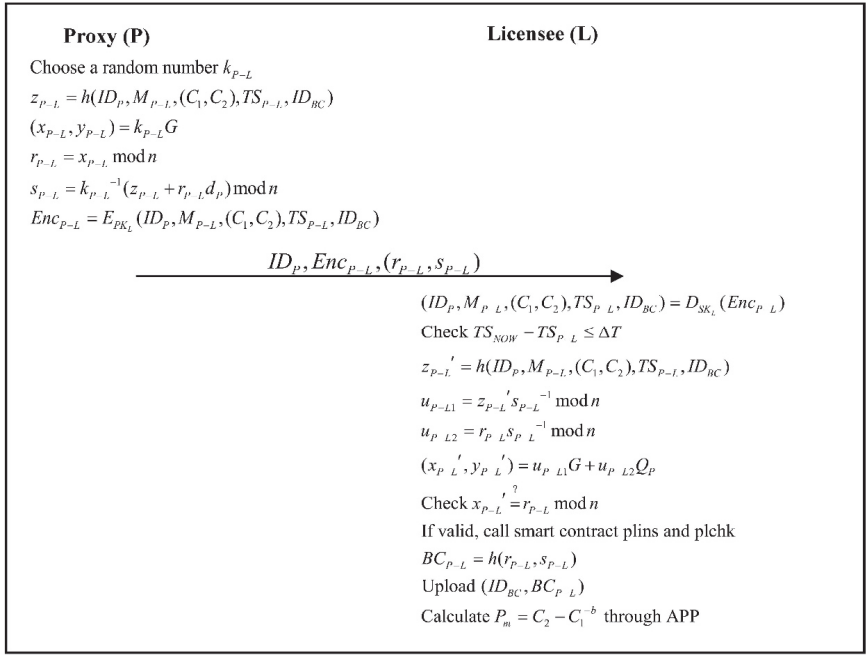 Proxy (P)
Licensee (L)
Choose a random number k_{P-L}
z_{P-L} = h(ID_P, M_{P-L}, (C_1, C_2), TS_{P-L}, ID_{BC})
(x_{P-L}, y_{P-L}) = k_{P-L}G
r_{P-L} = x_{P-L} mod n
s_{P-L} = k_{P-L}^{-1}(z_{P-L} + r_{P-L}d_P) mod n
Enc_{P-L} = E_{PK_L}(ID_P, M_{P-L}, (C_1, C_2), TS_{P-L}, ID_{BC})
ID_P, Enc_{P-L}, (r_{P-L}, s_{P-L})
(ID_P, M_{P-L}, (C_1, C_2), TS_{P-L}, ID_{BC}) = D_{SK_L}(Enc_{P-L})
Check TS_{NOW} − TS_{P-L} ≤ ΔT
z_{P-L}' = h(ID_P, M_{P-L}, (C_1, C_2), TS_{P-L}, ID_{BC})
u_{P-L1} = z_{P-L}'s_{P-L}^{-1} mod n
u_{P-L2} = r_{P-L}s_{P-L}^{-1} mod n
(x_{P-L}', y_{P-L}') = u_{P-L1}G + u_{P-L2}Q_P
Check x_{P-L}' ?= r_{P-L} mod n
If valid, call smart contract plins and plchk
BC_{P-L} = h(r_{P-L}, s_{P-L})
Upload (ID_{BC}, BC_{P-L})
Calculate P_m = C_2 − C_1^{-b} through APP